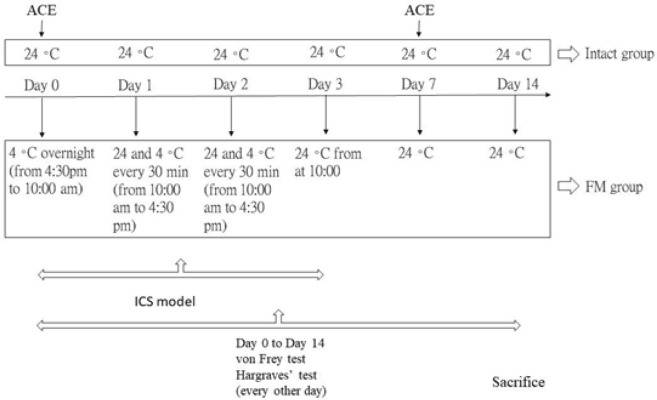 ACE ACE
24 °C 24 °C 24 °C 24 °C 24 °C 24 °C Intact group
Day 0 Day 1 Day 2 Day 3 Day 7 Day 14
4 °C overnight
(from 4:30pm
to 10:00 am)
24 and 4 °C
every 30 min
(from 10:00
am to 4:30
pm)
24 and 4 °C
every 30 min
(from 10:00
am to 4:30
pm)
24 °C from
at 10:00
24 °C
24 °C
FM group
ICS model
Day 0 to Day 14
von Frey test
Hargraves' test
(every other day)
Sacrifice